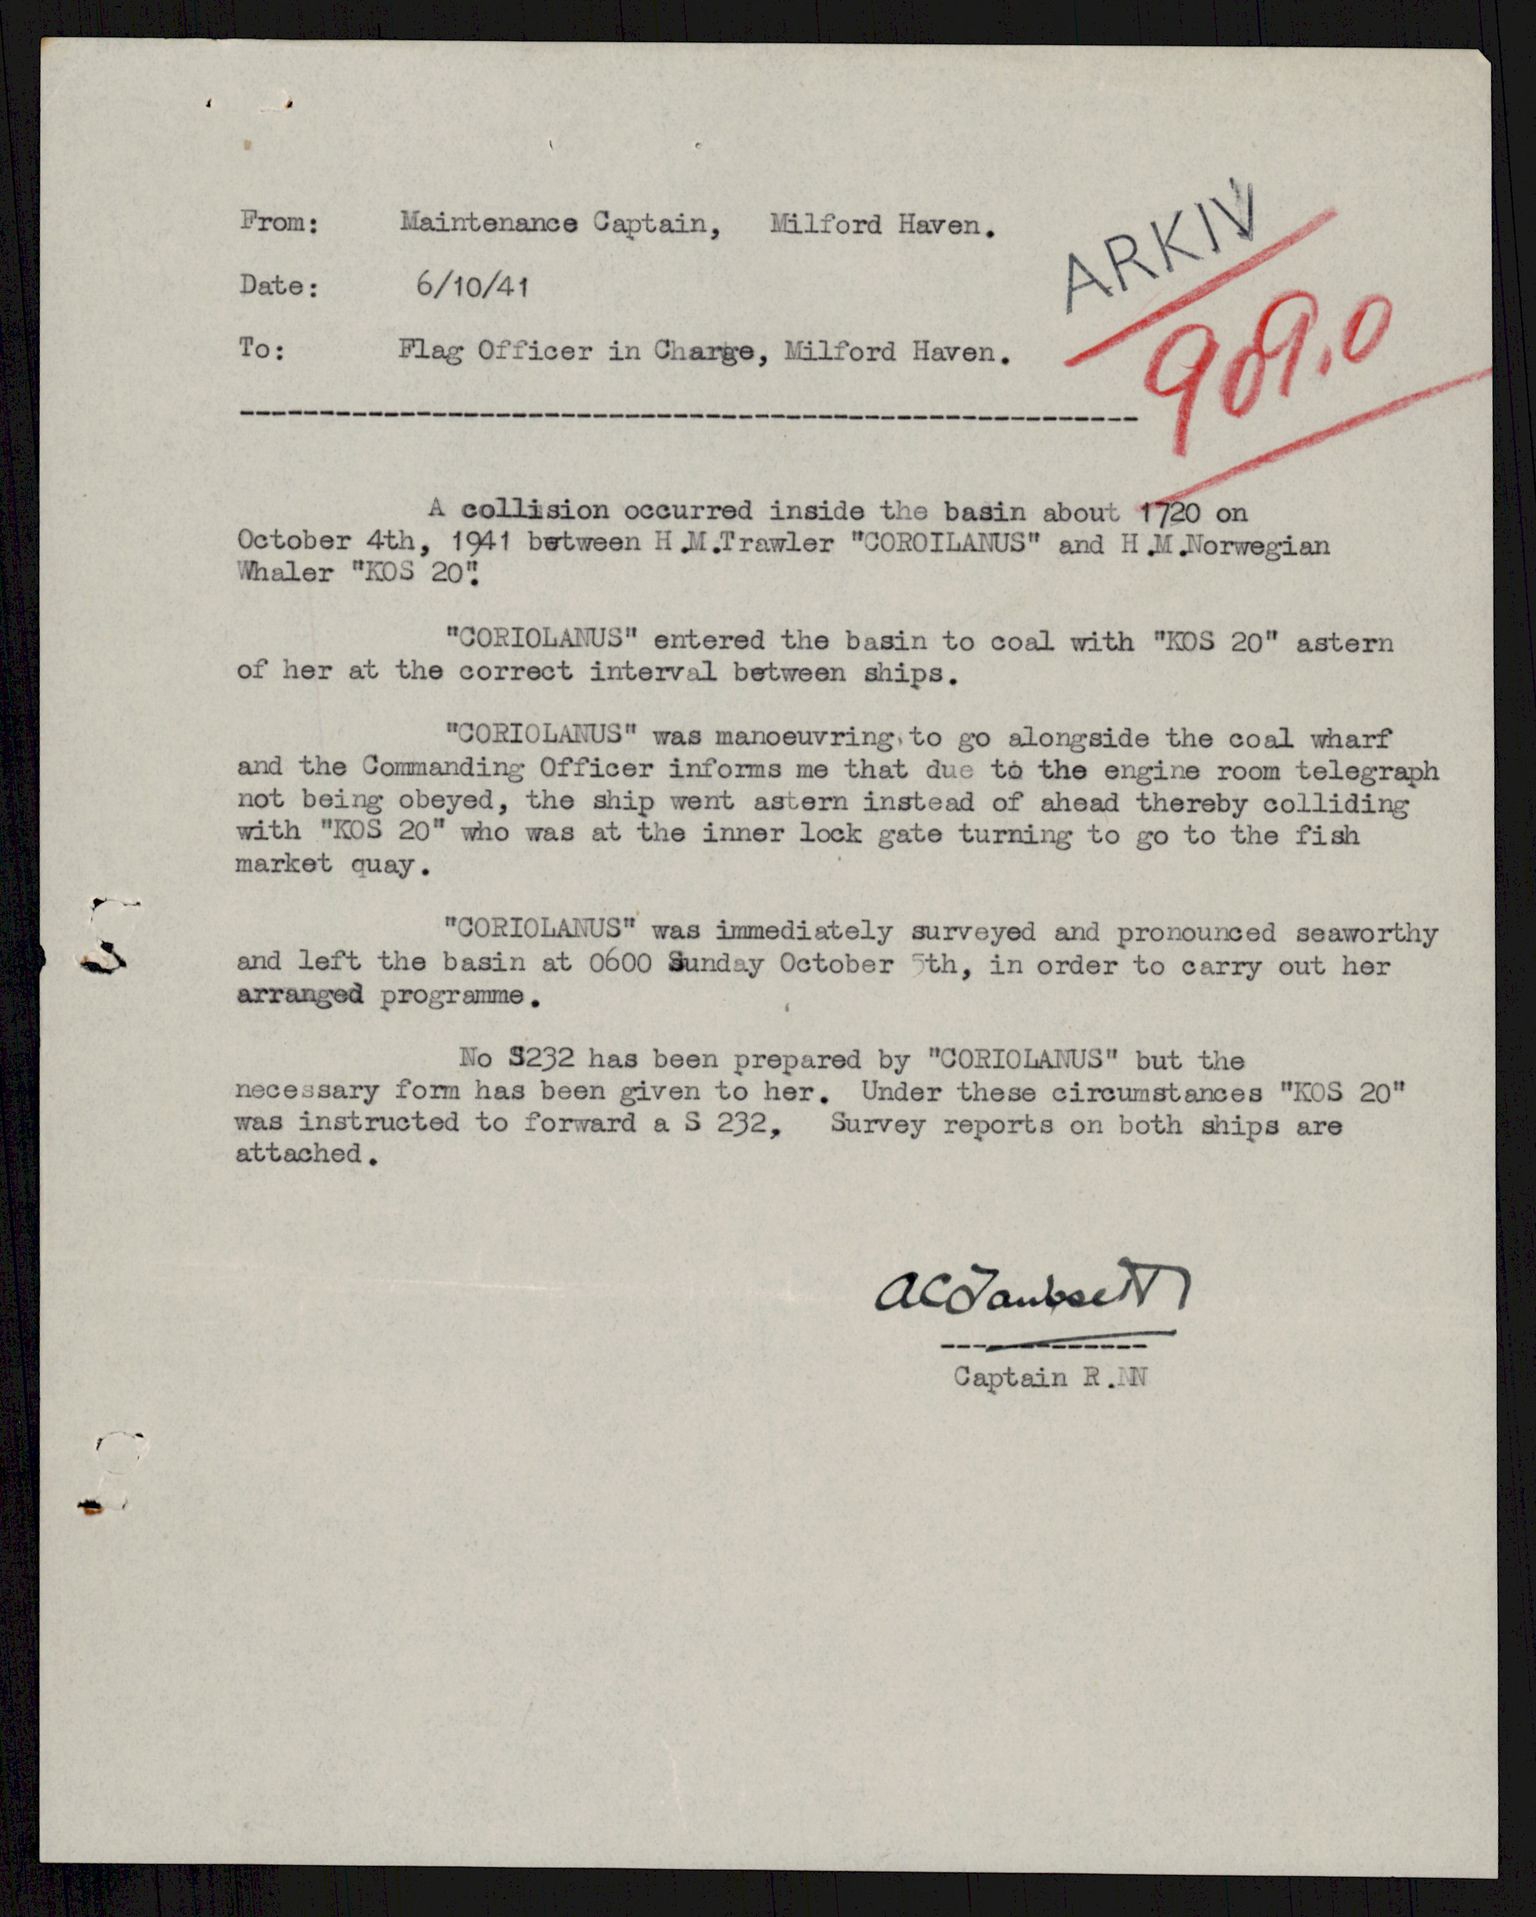 ARKIV
909.0
From: Maintenance Captain, Milford Haven.
Date: 6/10/41
To: Flag Officer in Charge, Milford Haven.
A collision occurred inside the basin about 1720 on
October 4th, 1941 between H.M.Trawler "COROILANUS" and H.M.Norwegian
Whaler "KOS 20".
"CORIOLANUS" entered the basin to coal with "KOS 20" astern
of her at the correct interval between ships.
"CORIOLANUS" was manoeuvring to go alongside the coal wharf
and the Commanding Officer informs me that due to the engine room telegraph
not being obeyed, the ship went astern instead of ahead thereby colliding
with "KOS 20" who was at the inner lock gate turning to go to the fish
market quay.
"CORIOLANUS" was immediately surveyed and pronounced seaworthy
and left the basin at 0600 Sunday October 5th, in order to carry out her
arranged programme.
No S232 has been prepared by "CORIOLANUS" but the
necessary form has been given to her. Under these circumstances "KOS 20"
was instructed to forward a S 232, Survey reports on both ships are
attached.
Captain R.NN